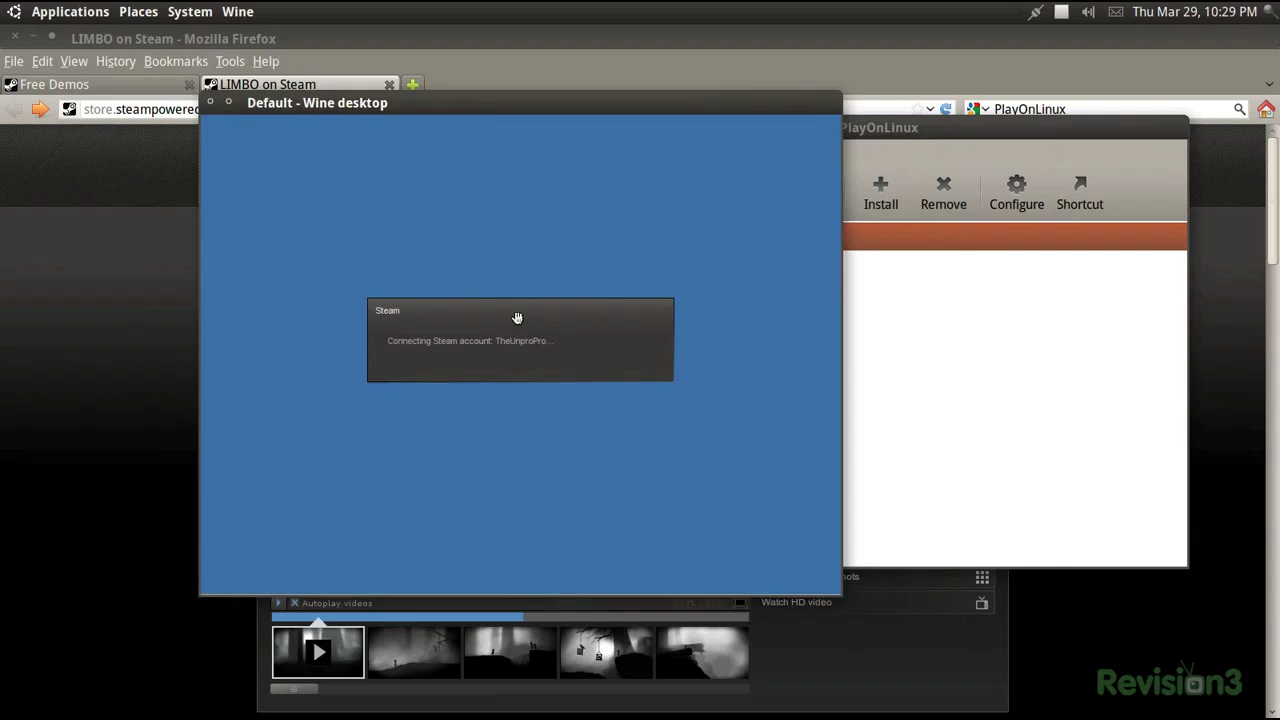 Applications Places System Wine
Thu Mar 29, 10:29 PM
LIMBO on Steam - Mozilla Firefox
File Edit View History Bookmarks Tools Help
Free Demos
LIMBO on Steam
store.steampowered
PlayOnLinux
Default - Wine desktop
PlayOnLinux
Install Remove Configure Shortcut
Steam
Connecting Steam account: TheUnproPro...
hots
Autoplay videos
Watch HD video
Revision3